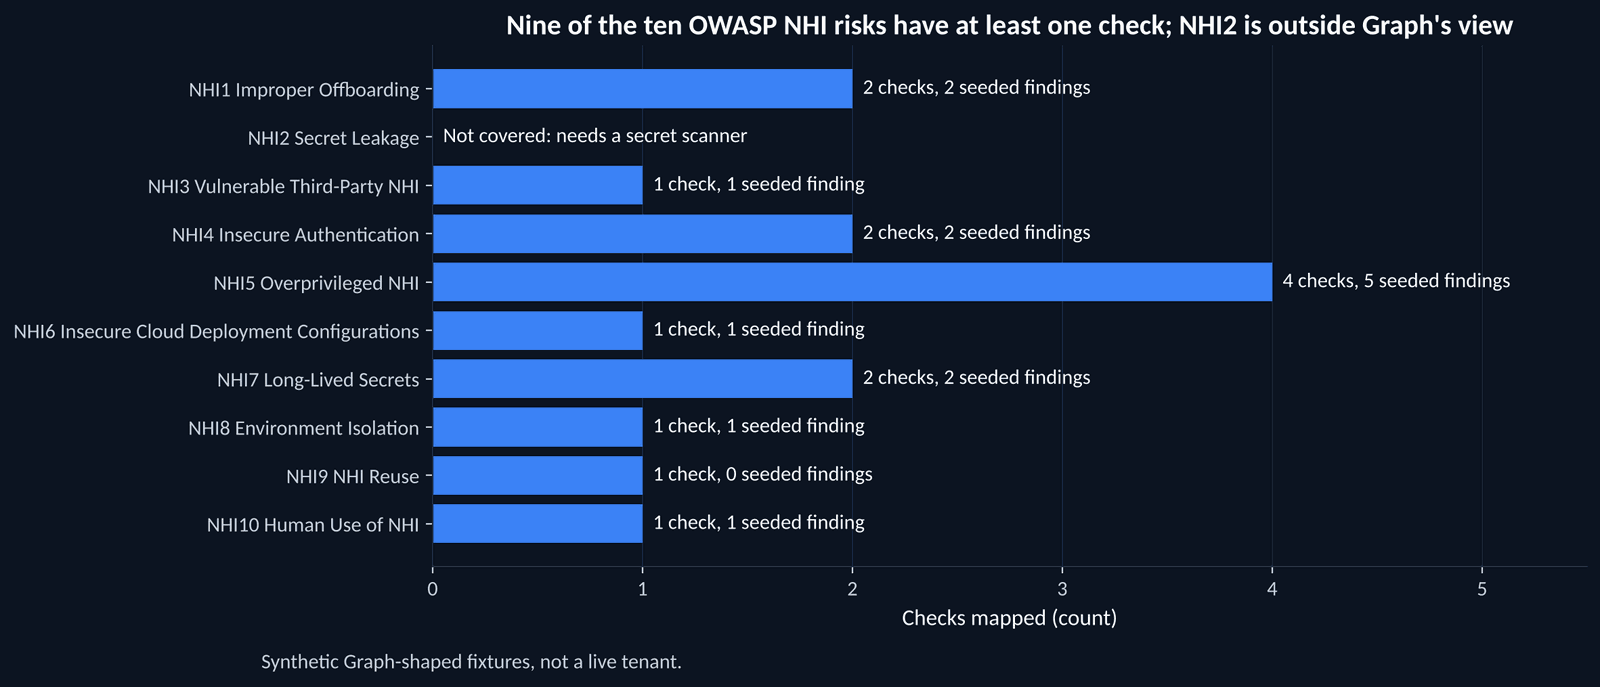 Nine of the ten OWASP NHI risks have at least one check; NHI2 is outside Graph's view
NHI1 Improper Offboarding
2 checks, 2 seeded findings
NHI2 Secret Leakage
Not covered: needs a secret scanner
NHI3 Vulnerable Third-Party NHI
1 check, 1 seeded finding
NHI4 Insecure Authentication
2 checks, 2 seeded findings
NHI5 Overprivileged NHI
4 checks, 5 seeded findings
NHI6 Insecure Cloud Deployment Configurations
1 check, 1 seeded finding
NHI7 Long-Lived Secrets
2 checks, 2 seeded findings
NHI8 Environment Isolation
1 check, 1 seeded finding
NHI9 NHI Reuse
1 check, 0 seeded findings
NHI10 Human Use of NHI
1 check, 1 seeded finding
0 1 2 3 4 5
Checks mapped (count)
Synthetic Graph-shaped fixtures, not a live tenant.